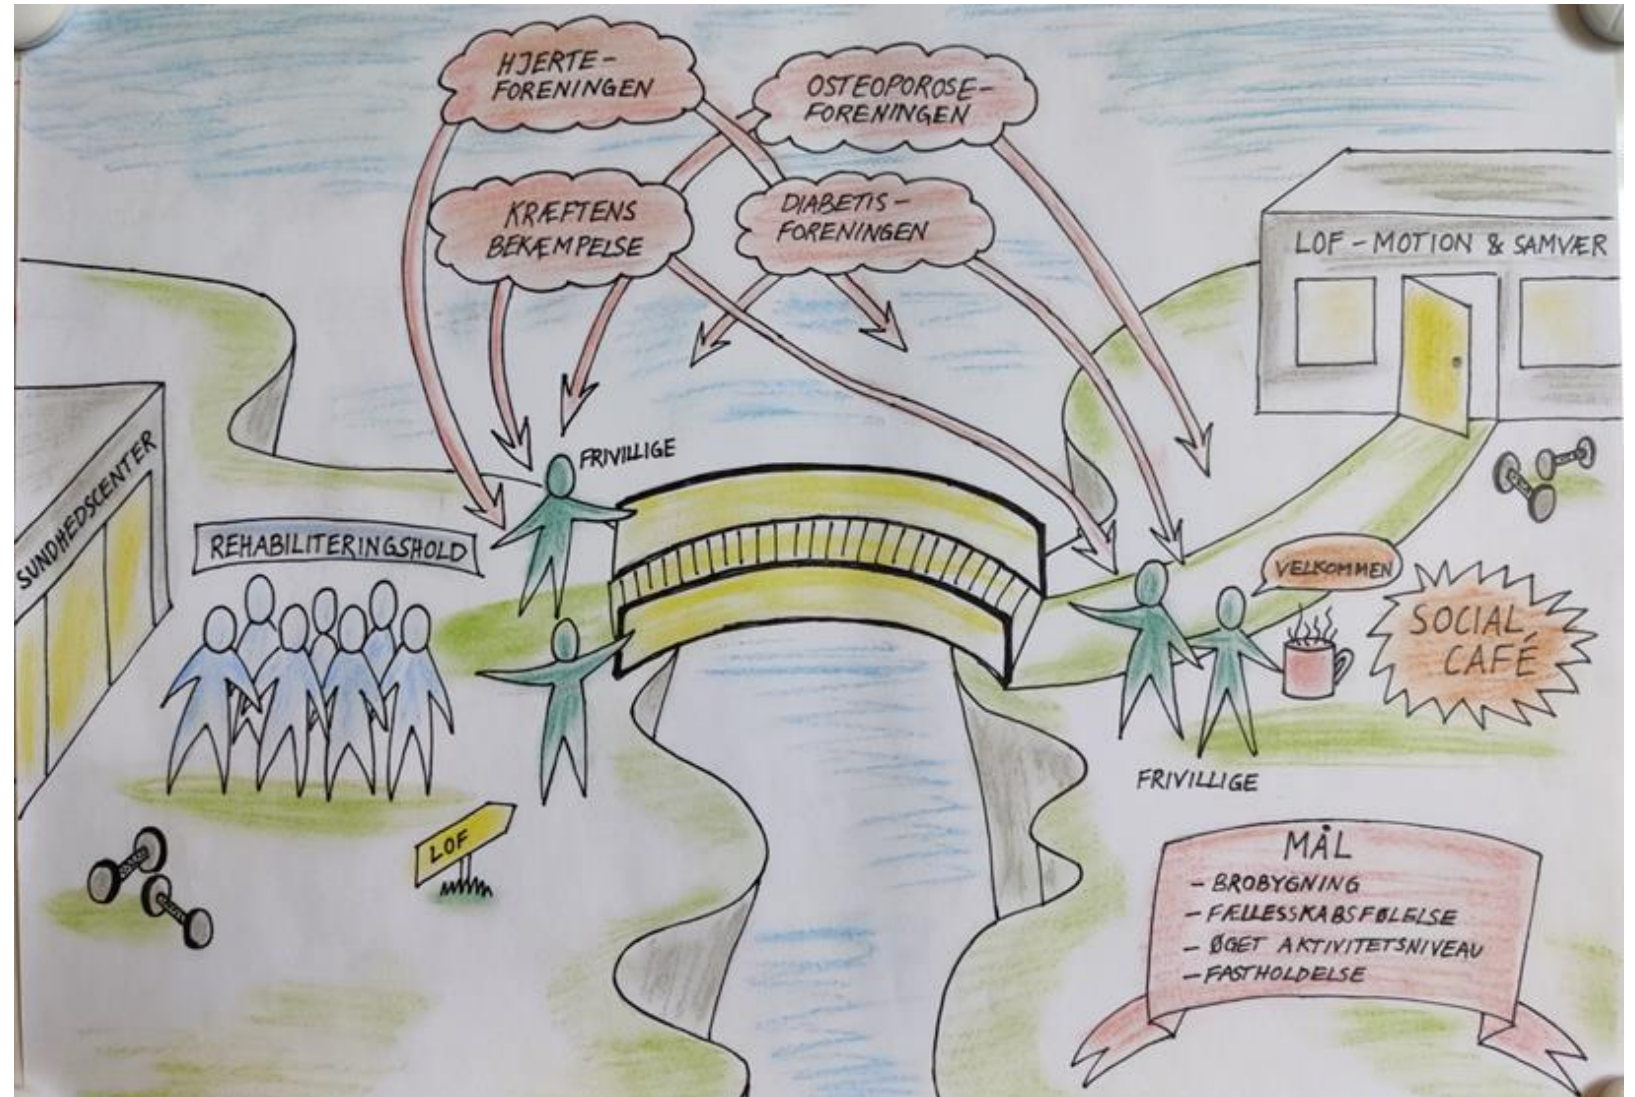 HJERTE-
FORENINGEN
OSTEOPOROSE-
FORENINGEN
KRÆFTENS
BEKÆMPELSE
DIABETIS-
FORENINGEN
LOF - MOTION & SAMVÆR
SUNDHEDSCENTER
REHABILITERINGSHOLD
FRIVILLIGE
VELKOMMEN
SOCIAL
CAFÉ
FRIVILLIGE
LOF
MÅL
- BROBYGNING
- FÆLLESSKABSFØLELSE
- ØGET AKTIVITETSNIVEAU
- FASTHOLDELSE